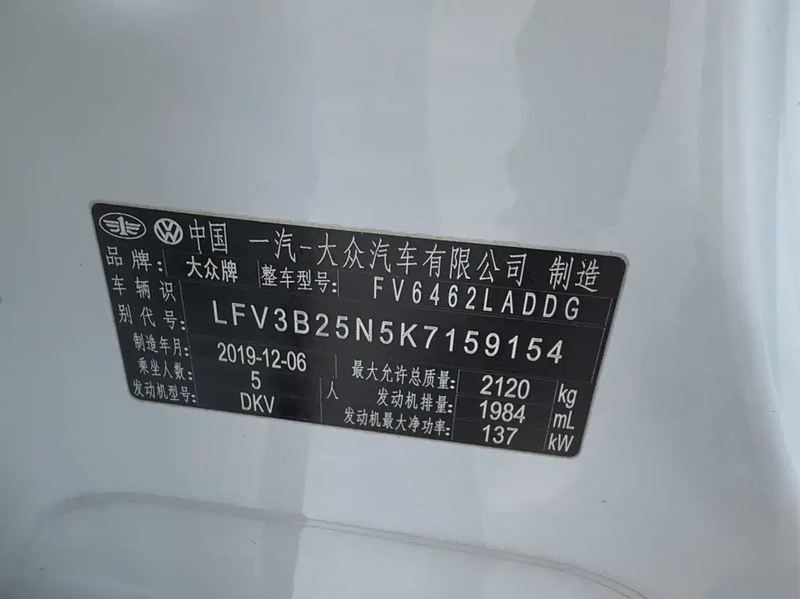 中国 一汽-大众汽车有限公司 制造
品牌: 大众牌 整车型号: FV6462LADDG
车辆识别代号: LFV3B25N5K7159154
制造年月: 2019-12-06 最大允许总质量: 2120 kg
乘坐人数: 5 人 发动机排量: 1984 mL
发动机型号: DKV 发动机最大净功率: 137 kW